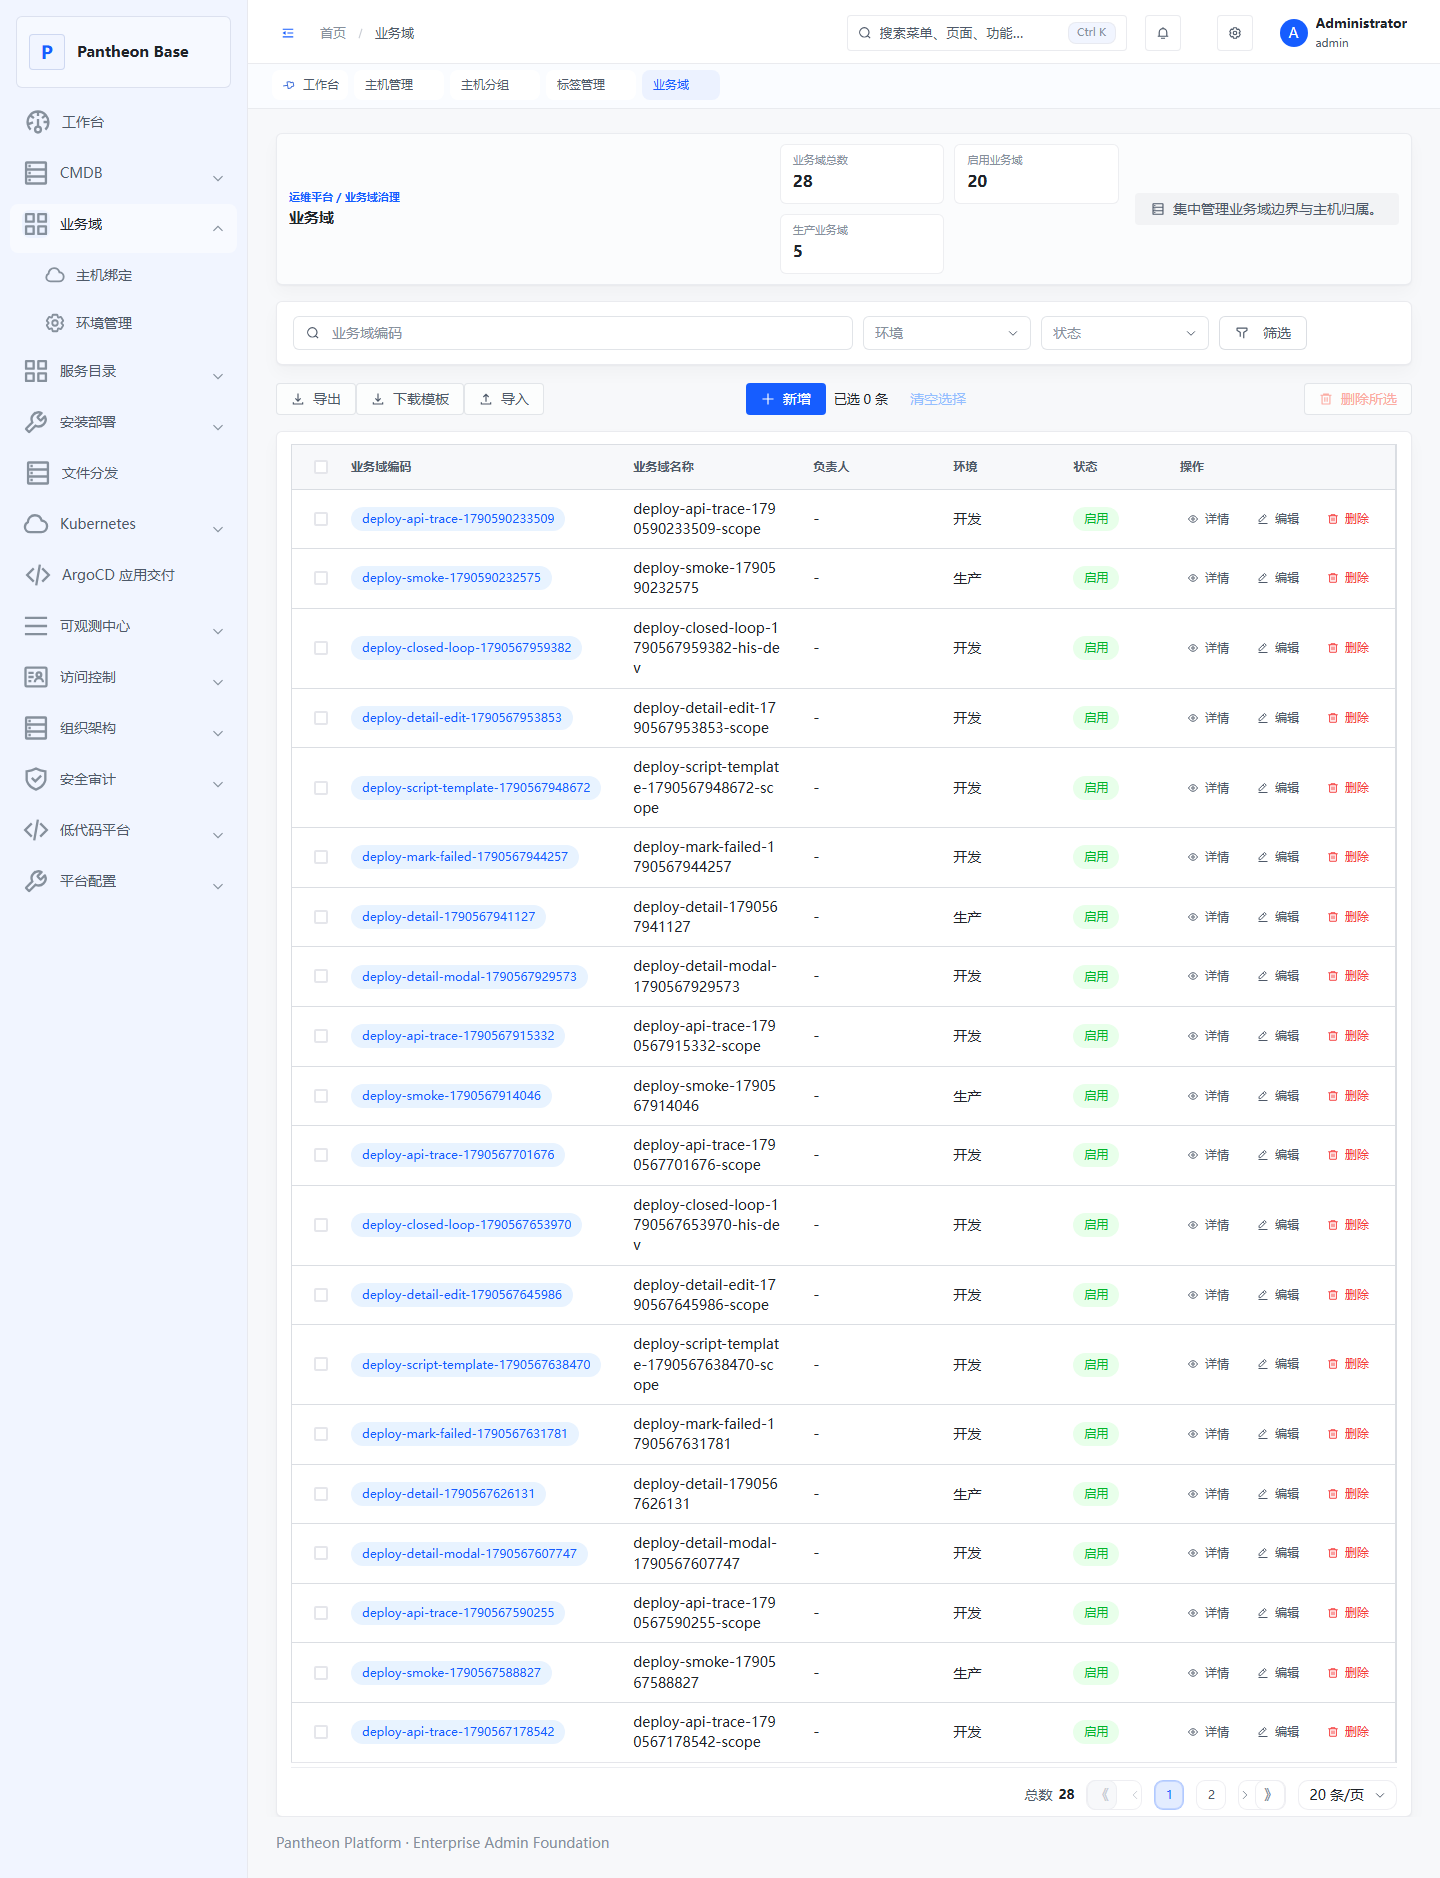 P Pantheon Base
工作台
CMDB
业务域
主机绑定
环境管理
服务目录
安装部署
文件分发
Kubernetes
ArgoCD 应用交付
可观测中心
访问控制
组织架构
安全审计
低代码平台
平台配置
首页 / 业务域
搜索菜单、页面、功能... Ctrl K
A Administrator
admin
工作台 主机管理 主机分组 标签管理 业务域
运维平台 / 业务域治理
业务域
业务域总数
28
启用业务域
20
生产业务域
5
集中管理业务域边界与主机归属。
业务域编码 环境 状态 筛选
导出 下载模板 导入 新增 已选 0 条 清空选择 删除所选
业务域编码 业务域名称 负责人 环境 状态 操作
deploy-api-trace-1790590233509 deploy-api-trace-179 - 开发 启用 详情 编辑 删除
0590233509-scope
deploy-smoke-1790590232575 deploy-smoke-17905 - 生产 启用 详情 编辑 删除
90232575
deploy-closed-loop-1790567959382 deploy-closed-loop-1 - 开发 启用 详情 编辑 删除
790567959382-his-de
v
deploy-detail-edit-1790567953853 deploy-detail-edit-17 - 开发 启用 详情 编辑 删除
90567953853-scope
deploy-script-template-1790567948672 deploy-script-templat - 开发 启用 详情 编辑 删除
e-1790567948672-sc
ope
deploy-mark-failed-1790567944257 deploy-mark-failed-1 - 开发 启用 详情 编辑 删除
790567944257
deploy-detail-1790567941127 deploy-detail-179056 - 生产 启用 详情 编辑 删除
7941127
deploy-detail-modal-1790567929573 deploy-detail-modal- - 开发 启用 详情 编辑 删除
1790567929573
deploy-api-trace-1790567915332 deploy-api-trace-179 - 开发 启用 详情 编辑 删除
0567915332-scope
deploy-smoke-1790567914046 deploy-smoke-17905 - 生产 启用 详情 编辑 删除
67914046
deploy-api-trace-1790567701676 deploy-api-trace-179 - 开发 启用 详情 编辑 删除
0567701676-scope
deploy-closed-loop-1790567653970 deploy-closed-loop-1 - 开发 启用 详情 编辑 删除
790567653970-his-de
v
deploy-detail-edit-1790567645986 deploy-detail-edit-17 - 开发 启用 详情 编辑 删除
90567645986-scope
deploy-script-template-1790567638470 deploy-script-templat - 开发 启用 详情 编辑 删除
e-1790567638470-sc
ope
deploy-mark-failed-1790567631781 deploy-mark-failed-1 - 开发 启用 详情 编辑 删除
790567631781
deploy-detail-1790567626131 deploy-detail-179056 - 生产 启用 详情 编辑 删除
7626131
deploy-detail-modal-1790567607747 deploy-detail-modal- - 开发 启用 详情 编辑 删除
1790567607747
deploy-api-trace-1790567590255 deploy-api-trace-179 - 开发 启用 详情 编辑 删除
0567590255-scope
deploy-smoke-1790567588827 deploy-smoke-17905 - 生产 启用 详情 编辑 删除
67588827
deploy-api-trace-1790567178542 deploy-api-trace-179 - 开发 启用 详情 编辑 删除
0567178542-scope
总数 28 《 1 2 》 20 条/页
Pantheon Platform · Enterprise Admin Foundation